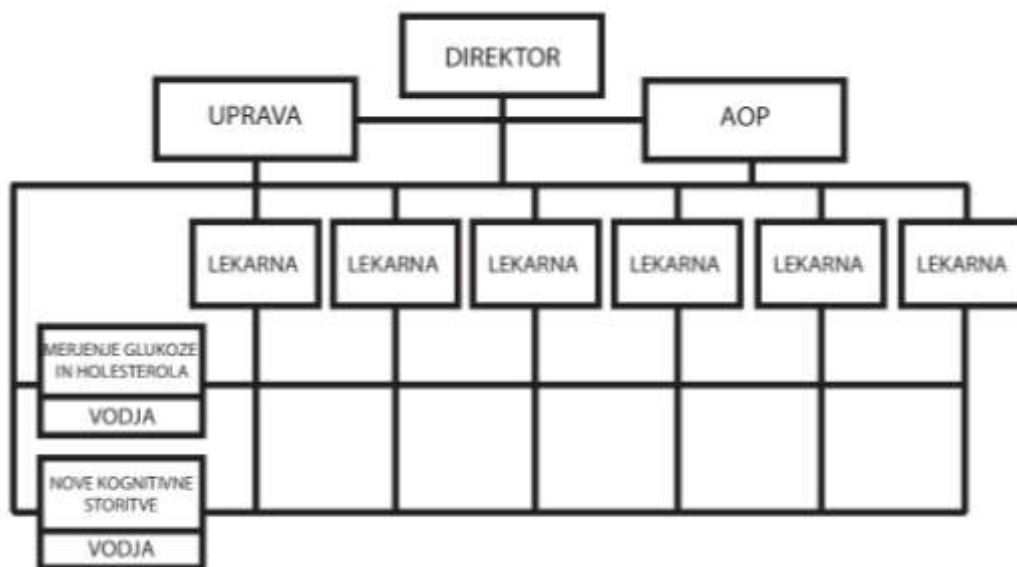 DIREKTOR
UPRAVA
AOP
LEKARNA
LEKARNA
LEKARNA
LEKARNA
LEKARNA
LEKARNA
MERJENJE GLUKOZE
IN HOLESTEROLA
VODJA
NOVE KOGNITIVNE
STORITVE
VODJA